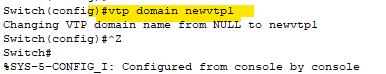 Switch(config)#vtp domain newvtp1
Changing VTP domain name from NULL to newvtp1
Switch(config)#^Z
Switch#
%SYS-5-CONFIG_I: Configured from console by console